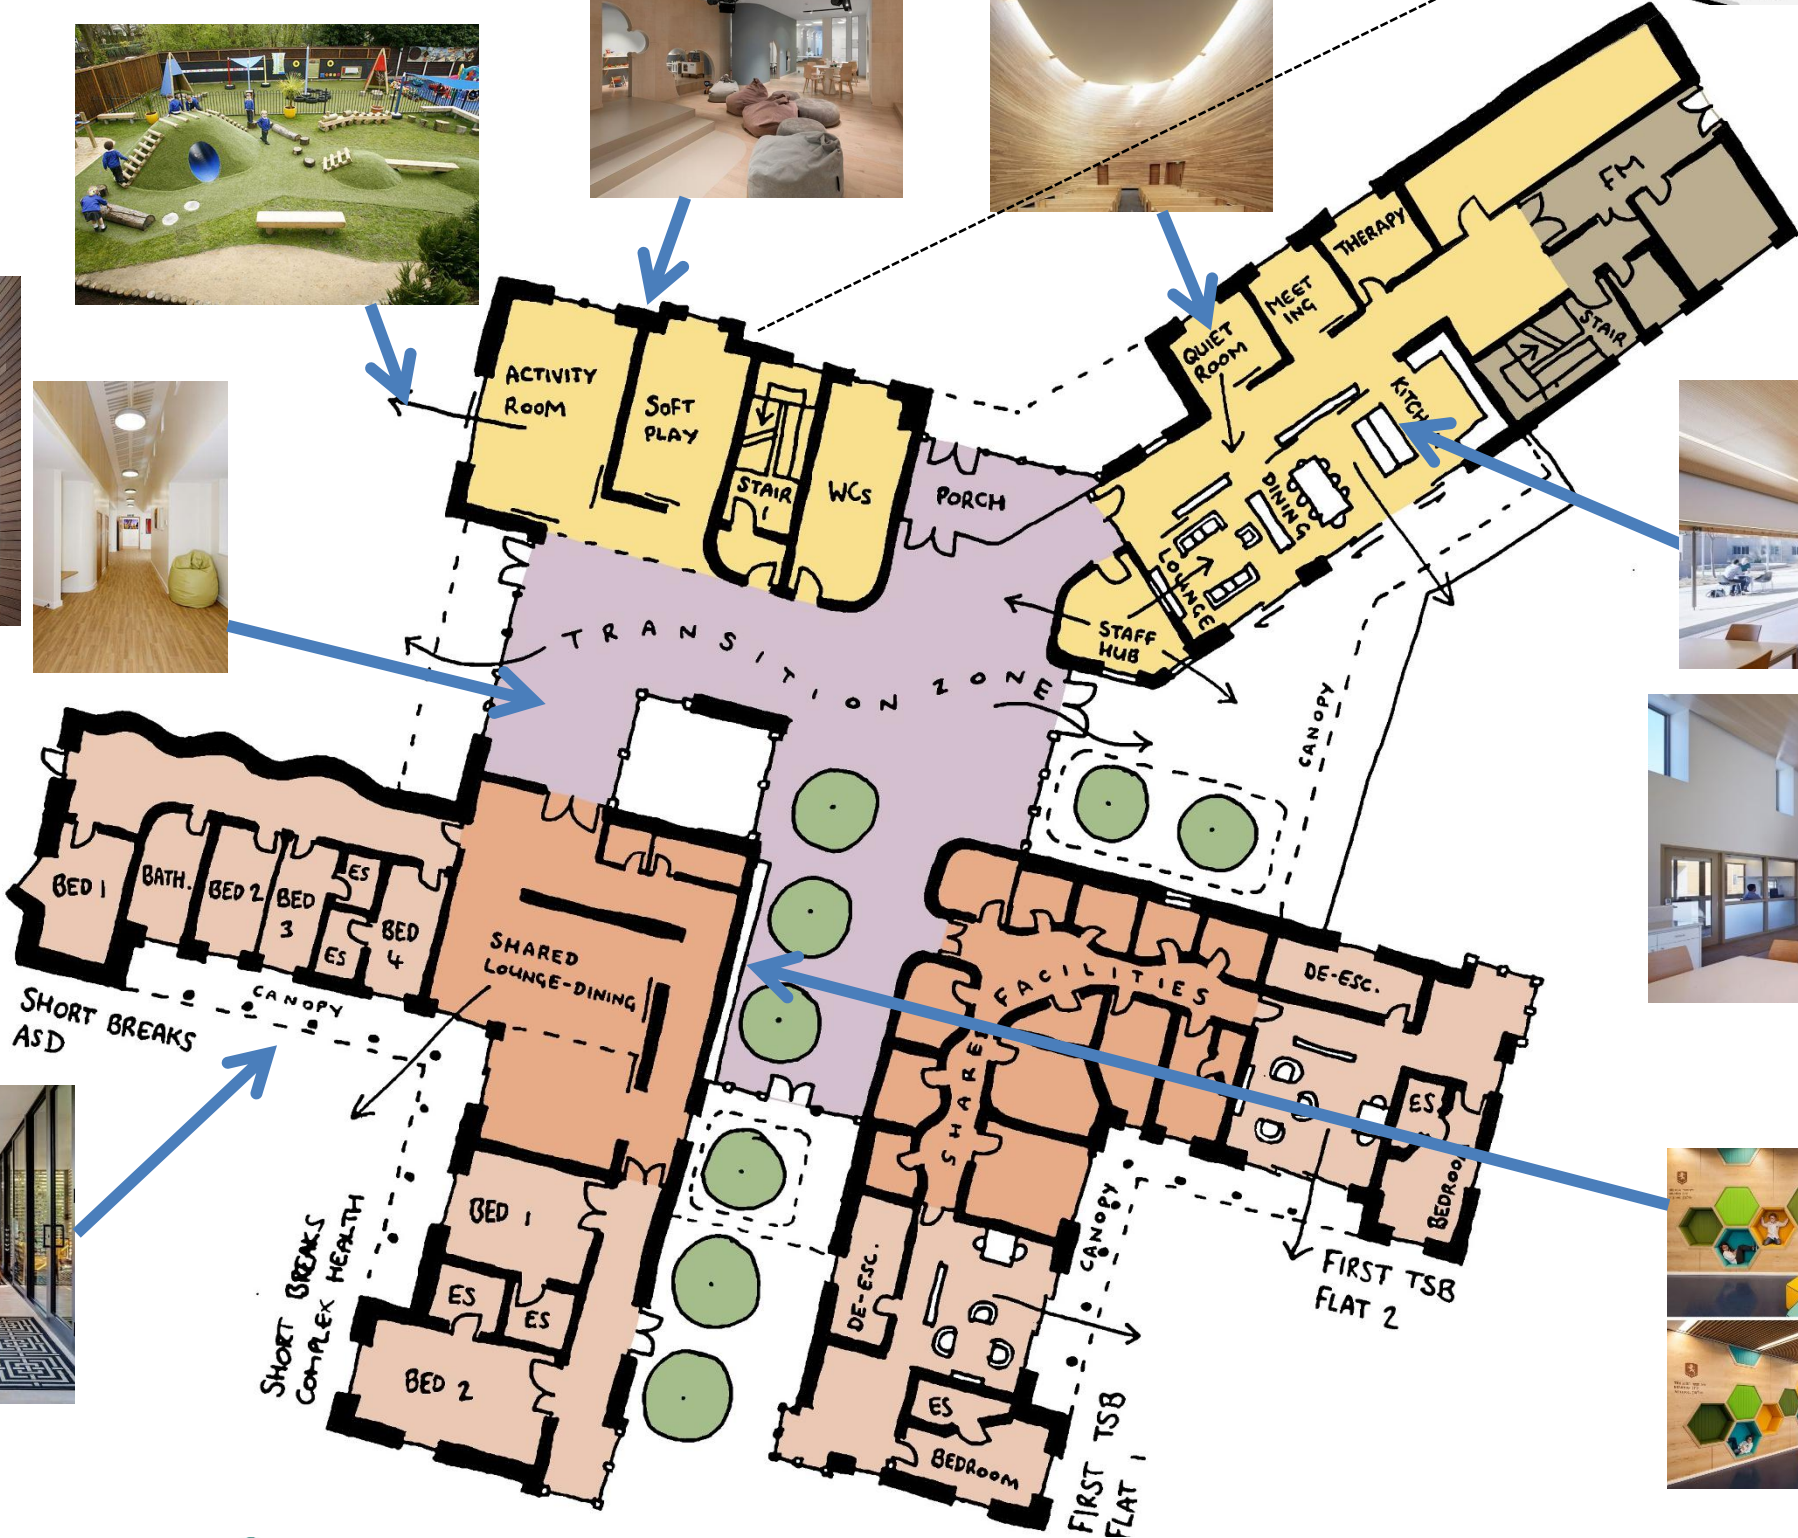 ACTIVITY
ROOM
SOFT
PLAY
STAIR
1
WCs
PORCH
QUIET
ROOM
MEET
ING
THERAPY
FM
STAIR
KITCH
DINING
LOUNGE
STAFF
HUB
TRANSITION ZONE
CANOPY
BED 1
BATH.
BED 2
BED
3
ES
ES
BED
4
SHARED
LOUNGE-DINING
CANOPY
SHORT BREAKS
ASD
SHARE
FACILITIES
DE-ESC.
ES
BEDROOM
CANOPY
FIRST TSB
FLAT 2
BED 1
ES
ES
BED 2
SHORT BREAKS
COMPLEX HEALTH
DE-ESC.
ES
BEDROOM
FIRST TSB
FLAT 1